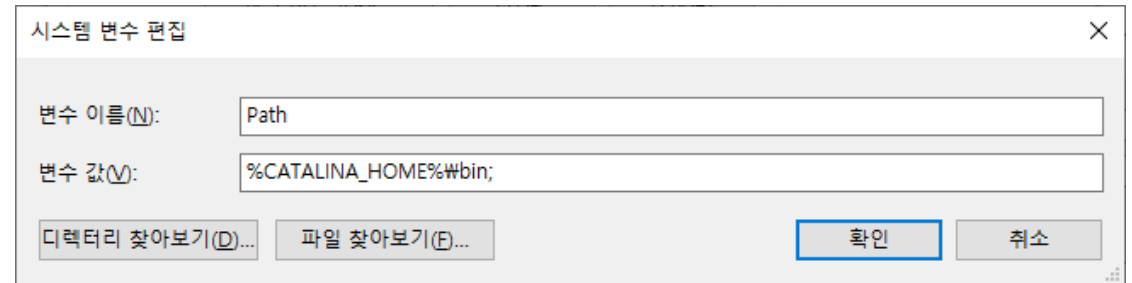 시스템 변수 편집
변수 이름(N): Path
변수 값(V): %CATALINA_HOME%₩bin;
디렉터리 찾아보기(D)... 파일 찾아보기(F)... 확인 취소